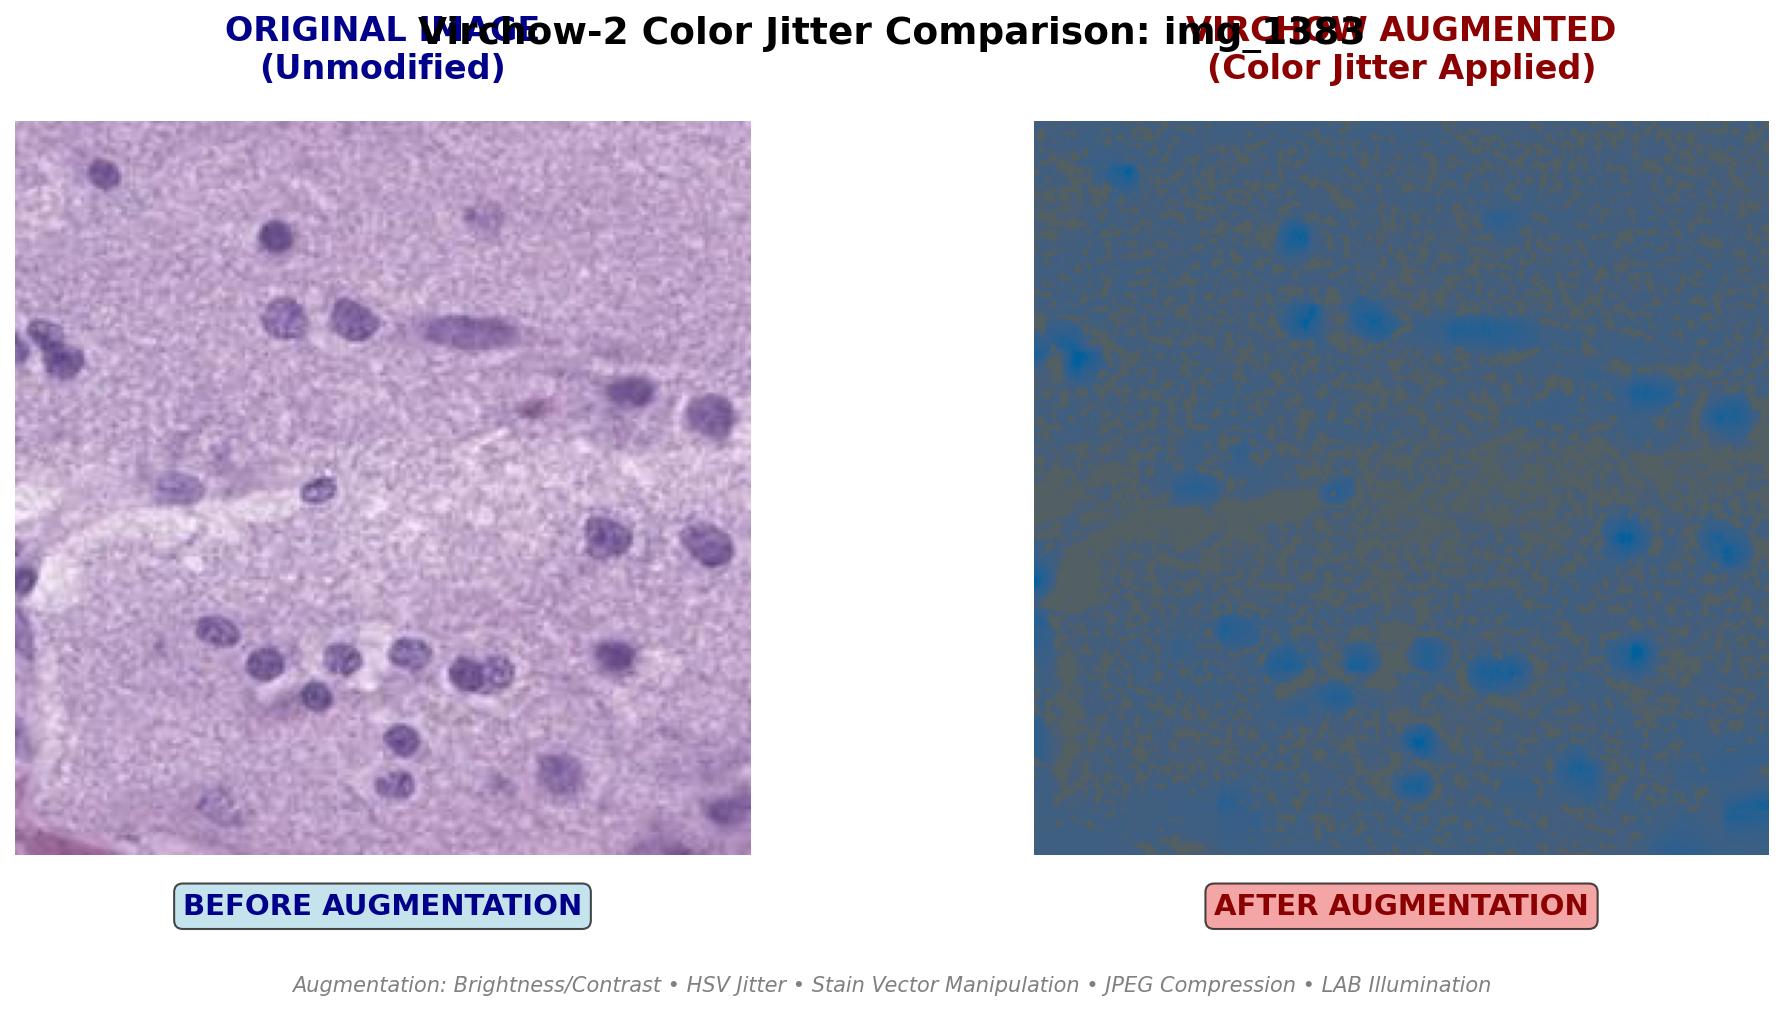 Virchow-2 Color Jitter Comparison: img_1383
ORIGINAL IMAGE
(Unmodified)
VIRCHOW AUGMENTED
(Color Jitter Applied)
BEFORE AUGMENTATION
AFTER AUGMENTATION
Augmentation: Brightness/Contrast • HSV Jitter • Stain Vector Manipulation • JPEG Compression • LAB Illumination